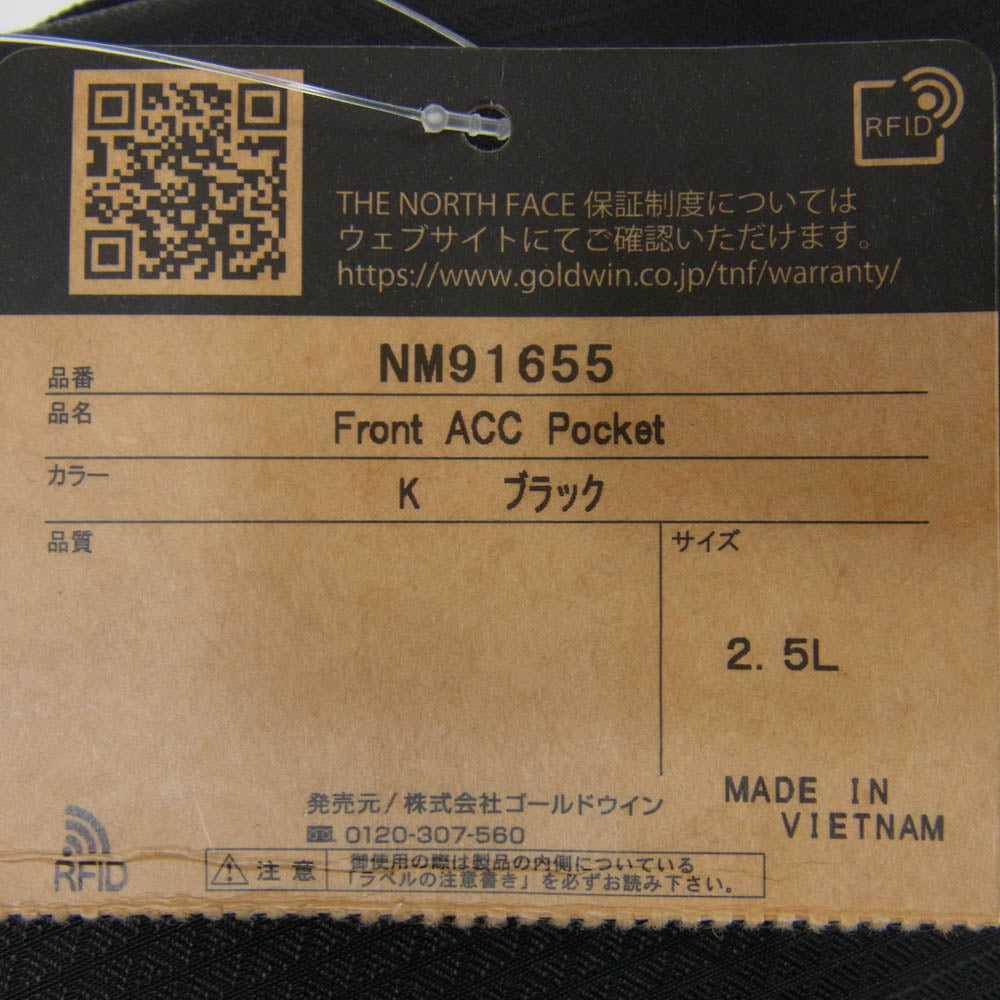 RFID
THE NORTH FACE 保証制度については
ウェブサイトにてご確認いただけます。
https://www.goldwin.co.jp/tnf/warranty/
品番 NM91655
品名 Front ACC Pocket
カラー K ブラック
品質
サイズ
2.5L
発売元/株式会社ゴールドウイン
0120-307-560
MADE IN
VIETNAM
RFID
注意
御使用の際は製品の内側についている
「ラベルの注意書き」を必ずお読み下さい。